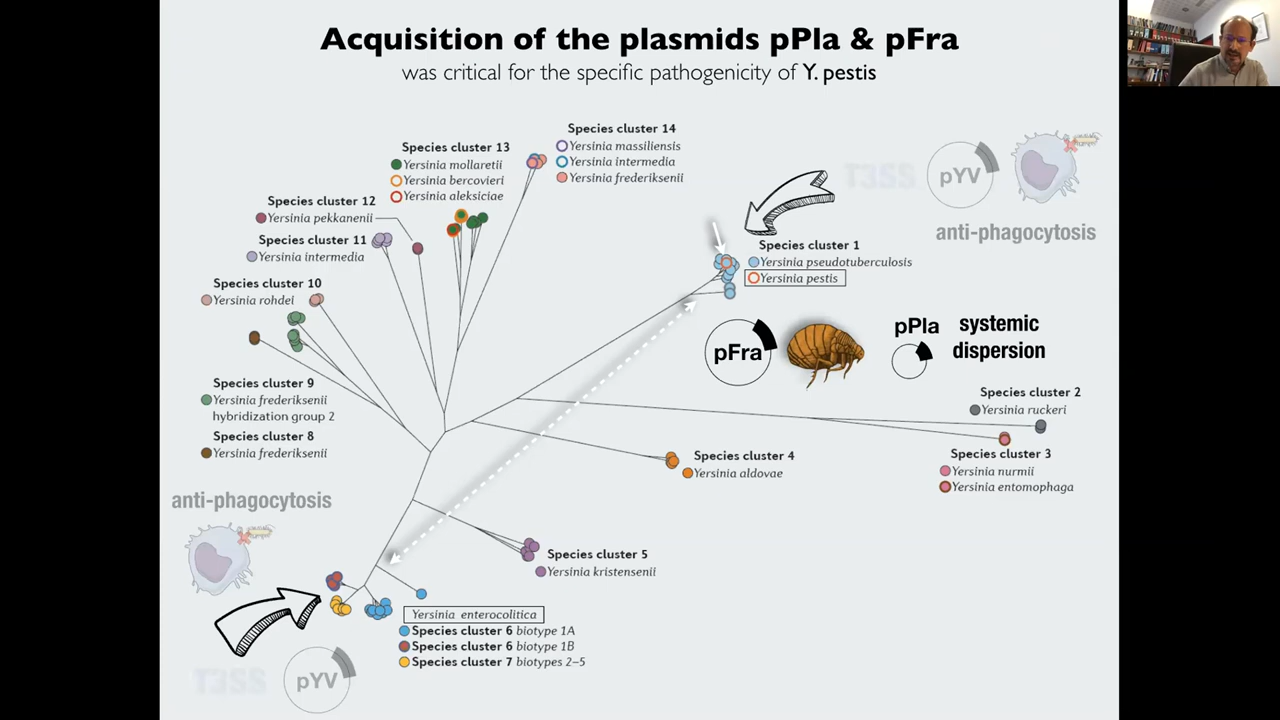 Acquisition of the plasmids pPla & pFra
was critical for the specific pathogenicity of Y. pestis
Species cluster 14
Yersinia massiliensis
Yersinia intermedia
Yersinia frederiksenii
Species cluster 13
Yersinia mollaretii
Yersinia bercovieri
Yersinia aleksiciae
Species cluster 12
Yersinia pekkanenii
Species cluster 11
Yersinia intermedia
Species cluster 10
Yersinia rohdei
T3SS
pYV
anti-phagocytosis
Species cluster 1
Yersinia pseudotuberculosis
Yersinia pestis
pFra
pPla
systemic
dispersion
Species cluster 9
Yersinia frederiksenii
hybridization group 2
Species cluster 8
Yersinia frederiksenii
Species cluster 2
Yersinia ruckeri
Species cluster 3
Yersinia nurmii
Yersinia entomophaga
Species cluster 4
Yersinia aldovae
anti-phagocytosis
Species cluster 5
Yersinia kristensenii
Yersinia enterocolitica
Species cluster 6 biotype 1A
Species cluster 6 biotype 1B
Species cluster 7 biotypes 2–5
T3SS
pYV